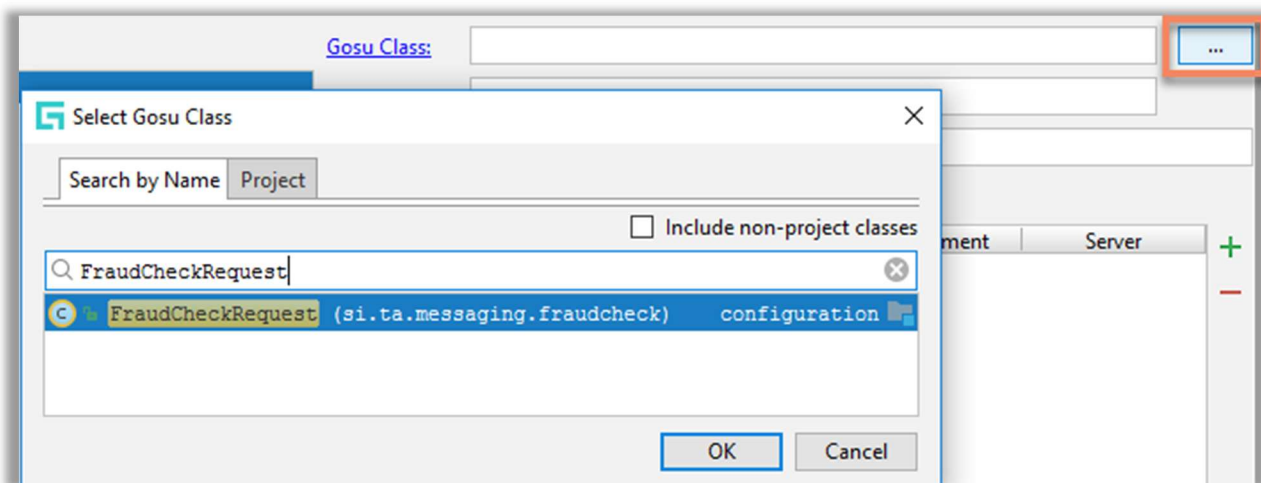 Gosu Class:
...
Select Gosu Class
Search by Name Project
Include non-project classes
ment Server
FraudCheckRequest
FraudCheckRequest (si.ta.messaging.fraudcheck) configuration
OK Cancel